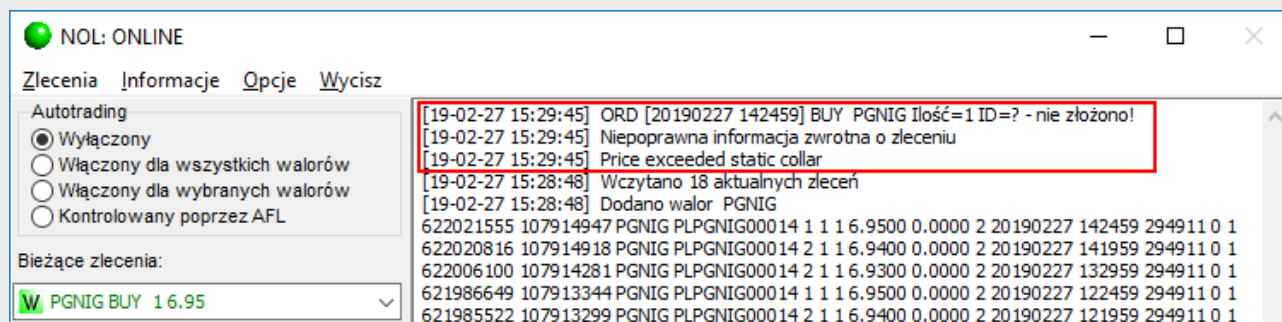 NOL: ONLINE
Zlecenia Informacje Opcje Wycisz
Autotrading
Wyłączony
Włączony dla wszystkich walorów
Włączony dla wybranych walorów
Kontrolowany poprzez AFL
Bieżące zlecenia:
W PGNIG BUY 1 6.95
[19-02-27 15:29:45] ORD [20190227 142459] BUY PGNIG Ilość=1 ID=? - nie złożono!
[19-02-27 15:29:45] Niepoprawna informacja zwrotna o zleceniu
[19-02-27 15:29:45] Price exceeded static collar
[19-02-27 15:28:48] Wczytano 18 aktualnych zleceń
[19-02-27 15:28:48] Dodano walor PGNIG
622021555 107914947 PGNIG PLPGNIG00014 1 1 1 6.9500 0.0000 2 20190227 142459 294911 0 1
622020816 107914918 PGNIG PLPGNIG00014 2 1 1 6.9400 0.0000 2 20190227 141959 294911 0 1
622006100 107914281 PGNIG PLPGNIG00014 2 1 1 6.9300 0.0000 2 20190227 132959 294911 0 1
621986649 107913344 PGNIG PLPGNIG00014 1 1 1 6.9500 0.0000 2 20190227 122459 294911 0 1
621985522 107913299 PGNIG PLPGNIG00014 2 1 1 6.9400 0.0000 2 20190227 121959 294911 0 1